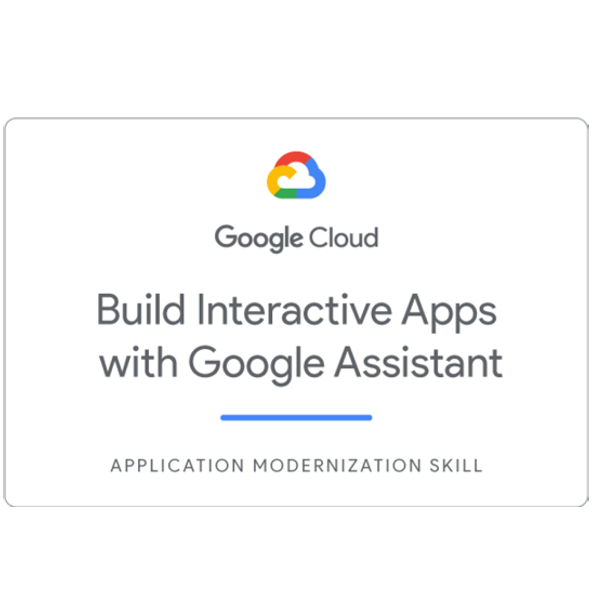 Google Cloud
Build Interactive Apps
with Google Assistant
APPLICATION MODERNIZATION SKILL